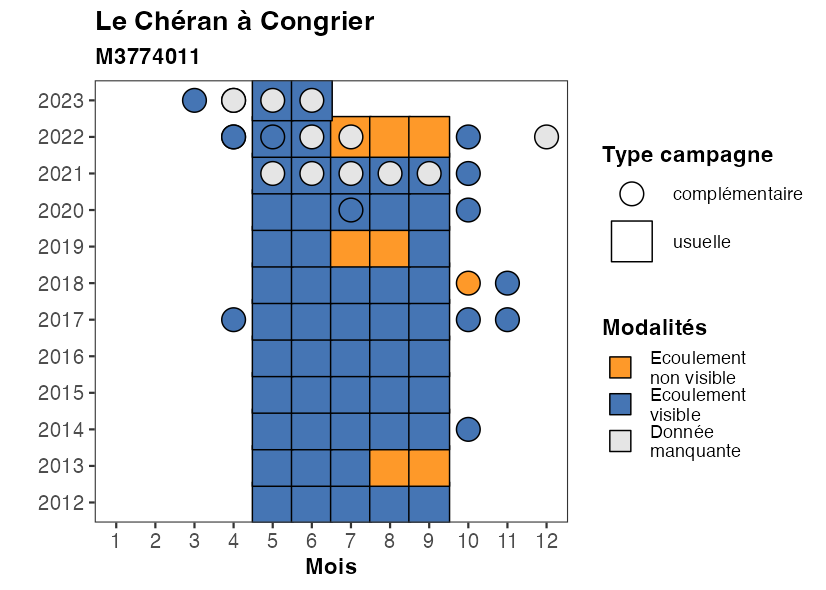 Le Chéran à Congrier
M3774011
2023
2022
2021
2020
2019
2018
2017
2016
2015
2014
2013
2012
1 2 3 4 5 6 7 8 9 10 11 12
Mois
Type campagne
complémentaire
usuelle
Modalités
Ecoulement
non visible
Ecoulement
visible
Donnée
manquante